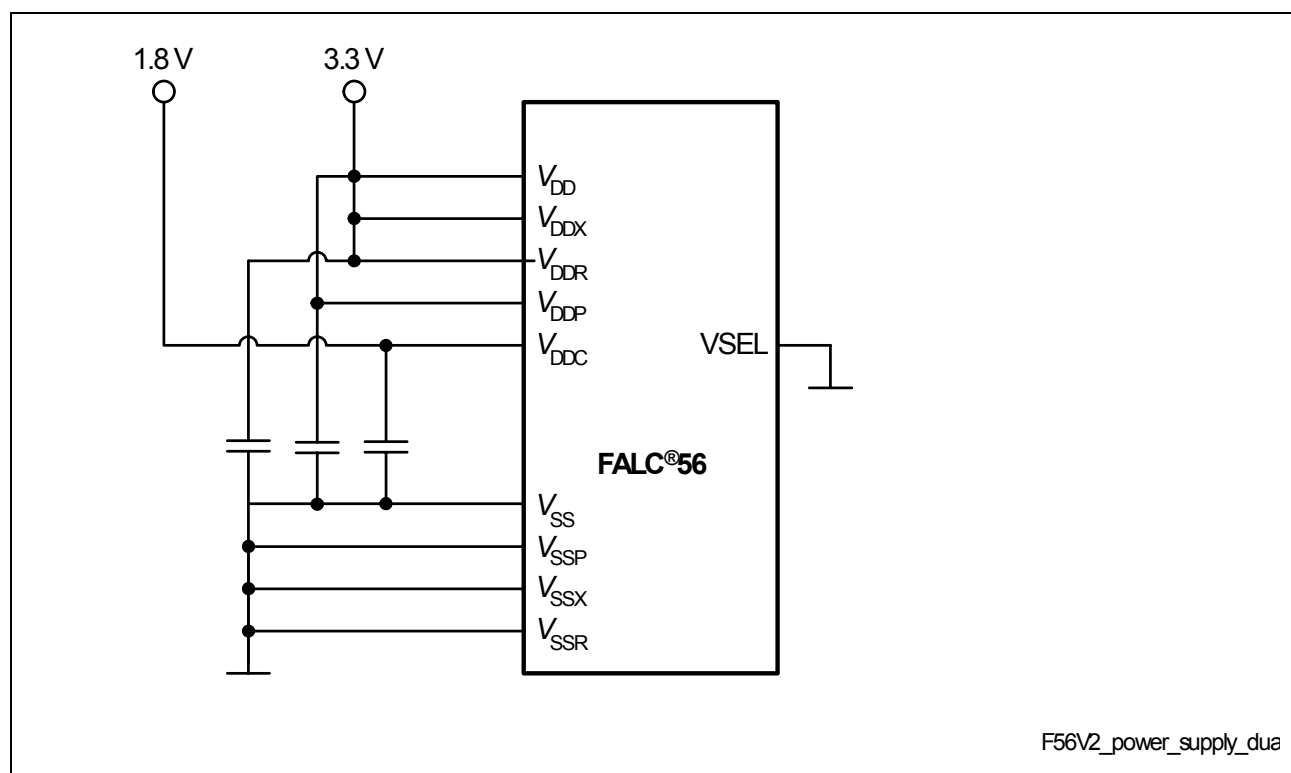 1.8 V 3.3 V
VDD
VDDX
VDDR
VDDP
VDDC
VSEL
FALC®56
VSS
VSSP
VSSX
VSSR
F56V2_power_supply_dua